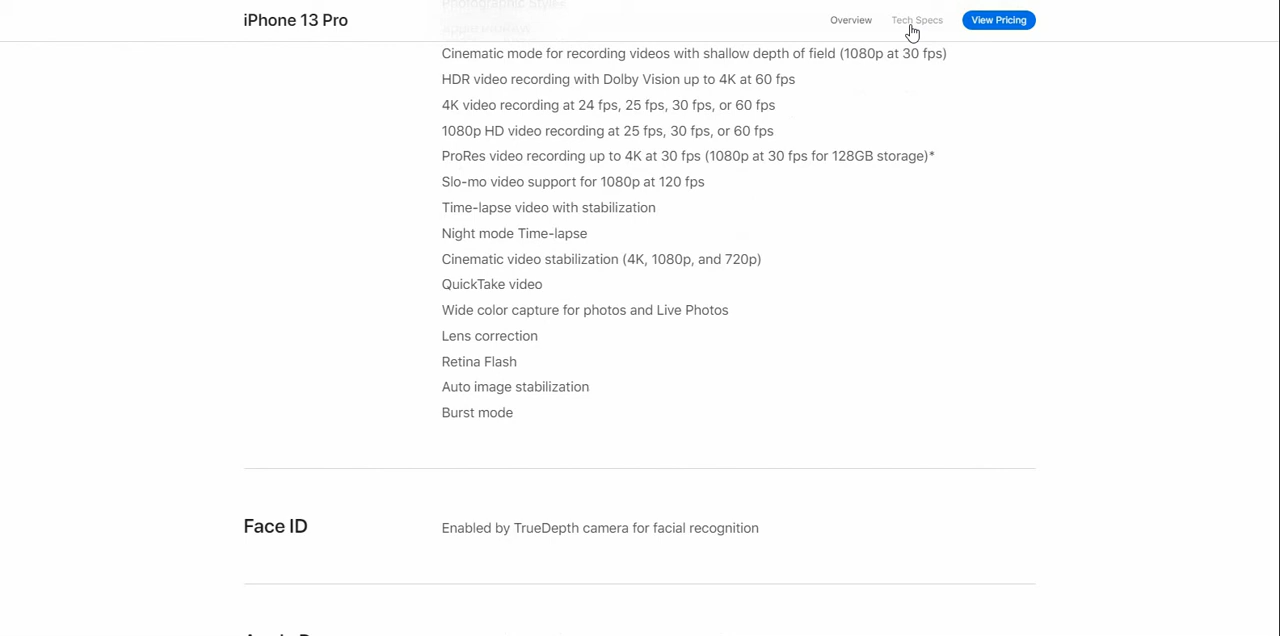 iPhone 13 Pro
Overview
Tech Specs
View Pricing
Cinematic mode for recording videos with shallow depth of field (1080p at 30 fps)
HDR video recording with Dolby Vision up to 4K at 60 fps
4K video recording at 24 fps, 25 fps, 30 fps, or 60 fps
1080p HD video recording at 25 fps, 30 fps, or 60 fps
ProRes video recording up to 4K at 30 fps (1080p at 30 fps for 128GB storage)*
Slo-mo video support for 1080p at 120 fps
Time-lapse video with stabilization
Night mode Time-lapse
Cinematic video stabilization (4K, 1080p, and 720p)
QuickTake video
Wide color capture for photos and Live Photos
Lens correction
Retina Flash
Auto image stabilization
Burst mode
Face ID
Enabled by TrueDepth camera for facial recognition